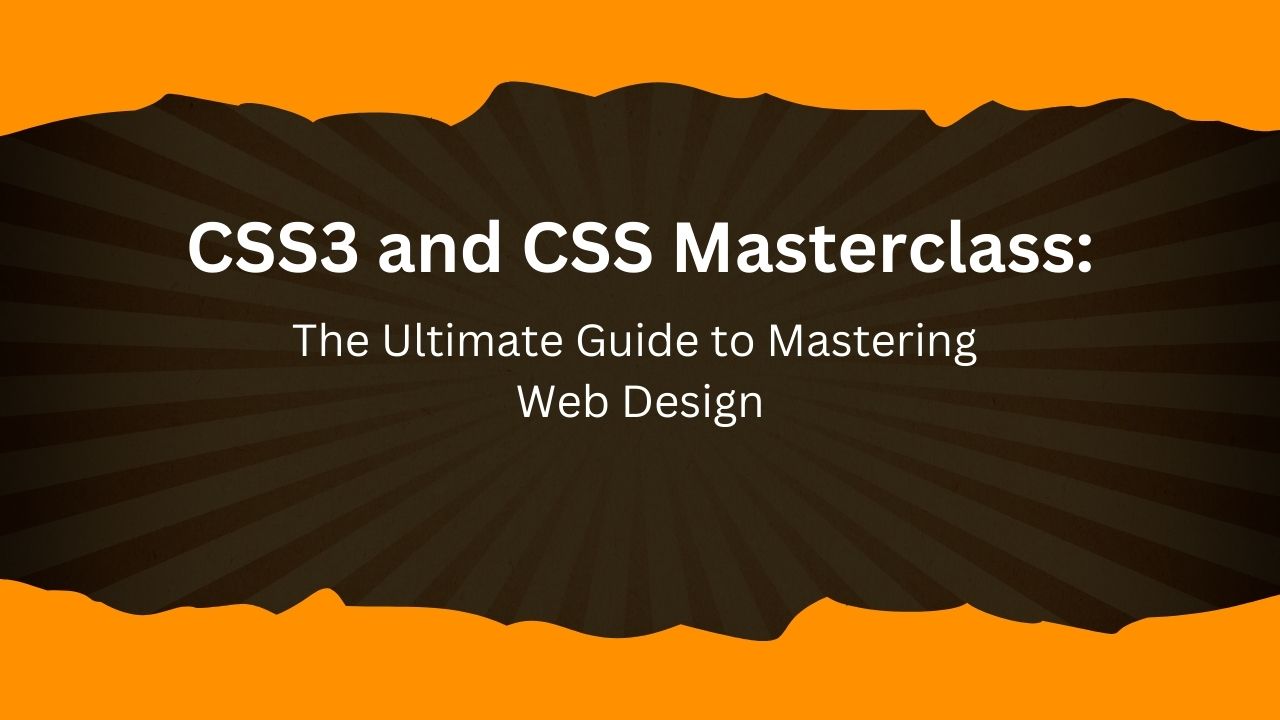 CSS3 and CSS Masterclass:
The Ultimate Guide to Mastering
Web Design